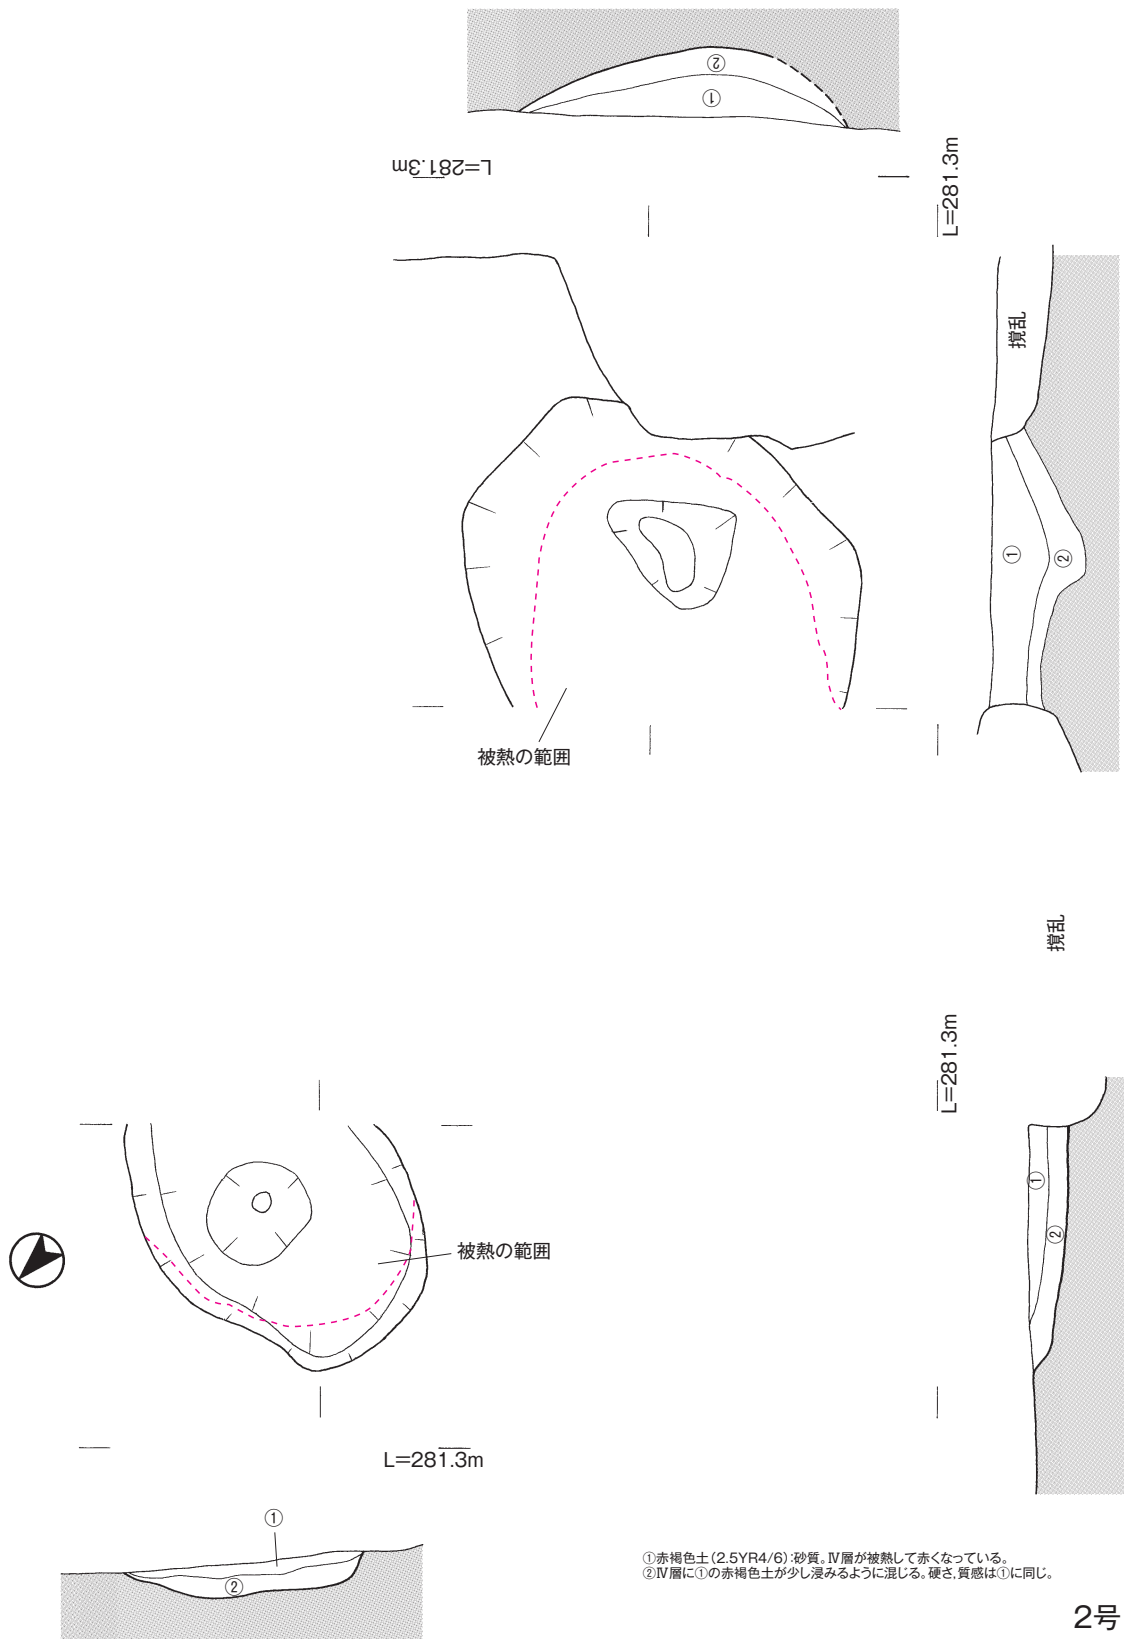 ②
①
L=281.3m
L=281.3m
撹乱
①
②
被熱の範囲
撹乱
L=281.3m
①
②
被熱の範囲
L=281.3m
①
②
①赤褐色土(2.5YR4/6):砂質。Ⅳ層が被熱して赤くなっている。
②Ⅳ層に①の赤褐色土が少し浸みるように混じる。硬さ,質感は①に同じ。
2号